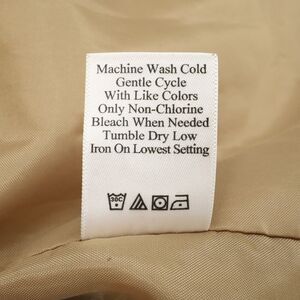 Machine Wash Cold
Gentle Cycle
With Like Colors
Only Non-Chlorine
Bleach When Needed
Tumble Dry Low
Iron On Lowest Setting
30C